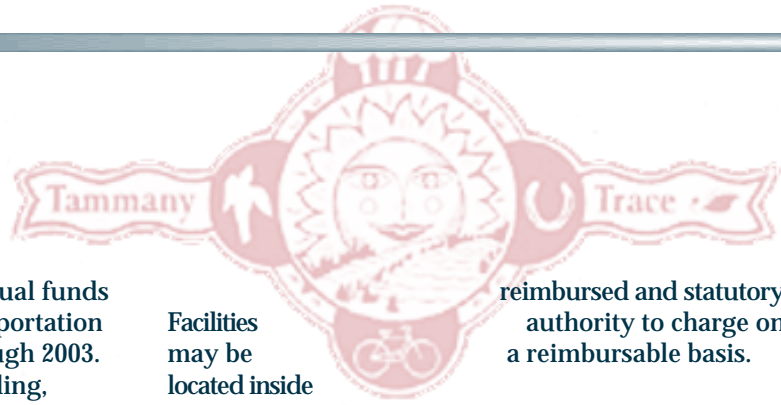 Tammany
Trace
ual funds
portation
ugh 2003.
ling,
Facilities
may be
located inside
reimbursed and statutory
authority to charge on
a reimbursable basis.